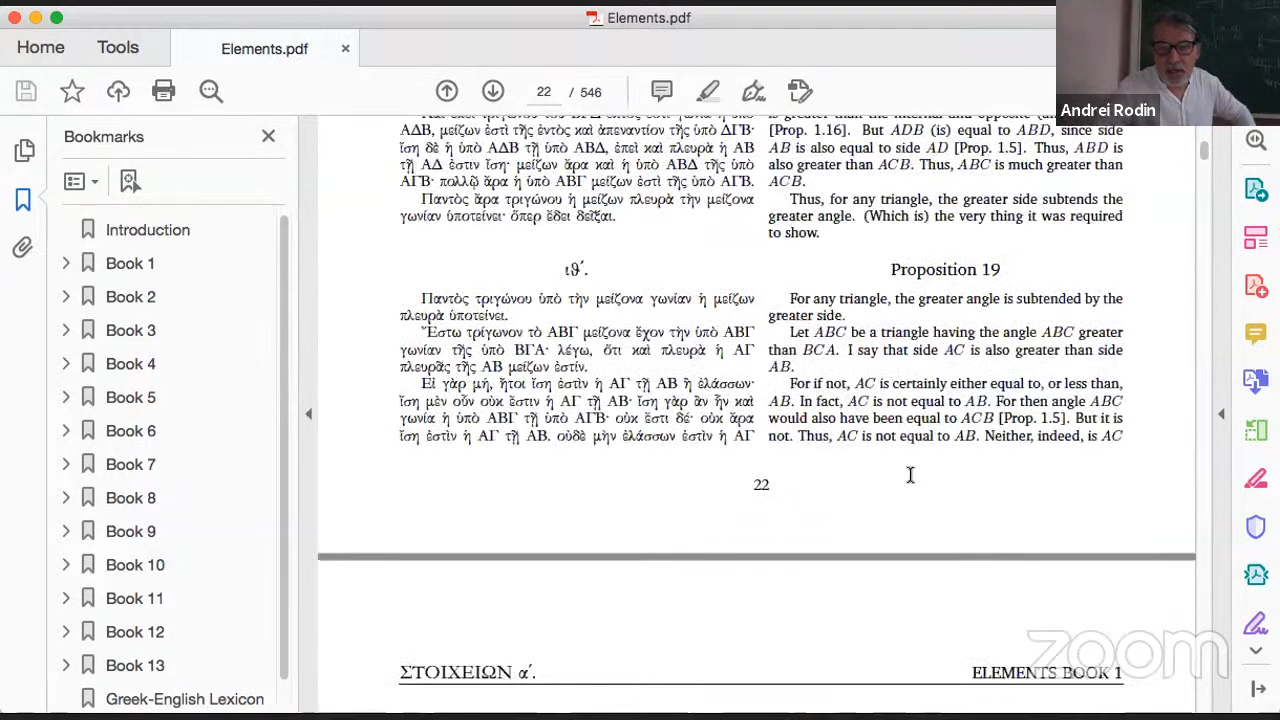 Elements.pdf
Home
Tools
Elements.pdf
22 / 546
Andrei Rodin
Bookmarks
Introduction
Book 1
Book 2
Book 3
Book 4
Book 5
Book 6
Book 7
Book 8
Book 9
Book 10
Book 11
Book 12
Book 13
Greek-English Lexicon
ΑΔΒ, μείζων ἐστὶ τῆς ἐντὸς καὶ ἀπεναντίον τῆς ὑπὸ ΔΓΒ·
ἴση δὲ ἡ ὑπὸ ΑΔΒ τῇ ὑπὸ ΑΒΔ, ἐπεὶ καὶ πλευρὰ ἡ ΑΒ
τῇ ΑΔ ἐστιν ἴση· μείζων ἄρα καὶ ἡ ὑπὸ ΑΒΔ τῆς ὑπὸ
ΑΓΒ· πολλῷ ἄρα ἡ ὑπὸ ΑΒΓ μείζων ἐστὶ τῆς ὑπὸ ΑΓΒ.
Παντὸς ἄρα τριγώνου ἡ μείζων πλευρὰ τὴν μείζονα
γωνίαν ὑποτείνει· ὅπερ ἔδει δεῖξαι.
ιθ΄.
Παντὸς τριγώνου ὑπὸ τὴν μείζονα γωνίαν ἡ μείζων
πλευρὰ ὑποτείνει.
Ἔστω τρίγωνον τὸ ΑΒΓ μείζονα ἔχον τὴν ὑπὸ ΑΒΓ
γωνίαν τῆς ὑπὸ ΒΓΑ· λέγω, ὅτι καὶ πλευρὰ ἡ ΑΓ
πλευρᾶς τῆς ΑΒ μείζων ἐστίν.
Εἰ γὰρ μή, ἤτοι ἴση ἐστὶν ἡ ΑΓ τῇ ΑΒ ἢ ἐλάσσων·
ἴση μὲν οὖν οὐκ ἔστιν ἡ ΑΓ τῇ ΑΒ· ἴση γὰρ ἂν ἦν καὶ
γωνία ἡ ὑπὸ ΑΒΓ τῇ ὑπὸ ΑΓΒ· οὐκ ἔστι δέ· οὐκ ἄρα
ἴση ἐστὶν ἡ ΑΓ τῇ ΑΒ. οὐδὲ μὴν ἐλάσσων ἐστὶν ἡ ΑΓ
is greater than the internal and opposite
[Prop. 1.16]. But ADB (is) equal to ABD, since side
AB is also equal to side AD [Prop. 1.5]. Thus, ABD is
also greater than ACB. Thus, ABC is much greater than
ACB.
Thus, for any triangle, the greater side subtends the
greater angle. (Which is) the very thing it was required
to show.
Proposition 19
For any triangle, the greater angle is subtended by the
greater side.
Let ABC be a triangle having the angle ABC greater
than BCA. I say that side AC is also greater than side
AB.
For if not, AC is certainly either equal to, or less than,
AB. In fact, AC is not equal to AB. For then angle ABC
would also have been equal to ACB [Prop. 1.5]. But it is
not. Thus, AC is not equal to AB. Neither, indeed, is AC
22
ΣΤΟΙΧΕΙΩΝ α΄.
ELEMENTS BOOK 1
zoom